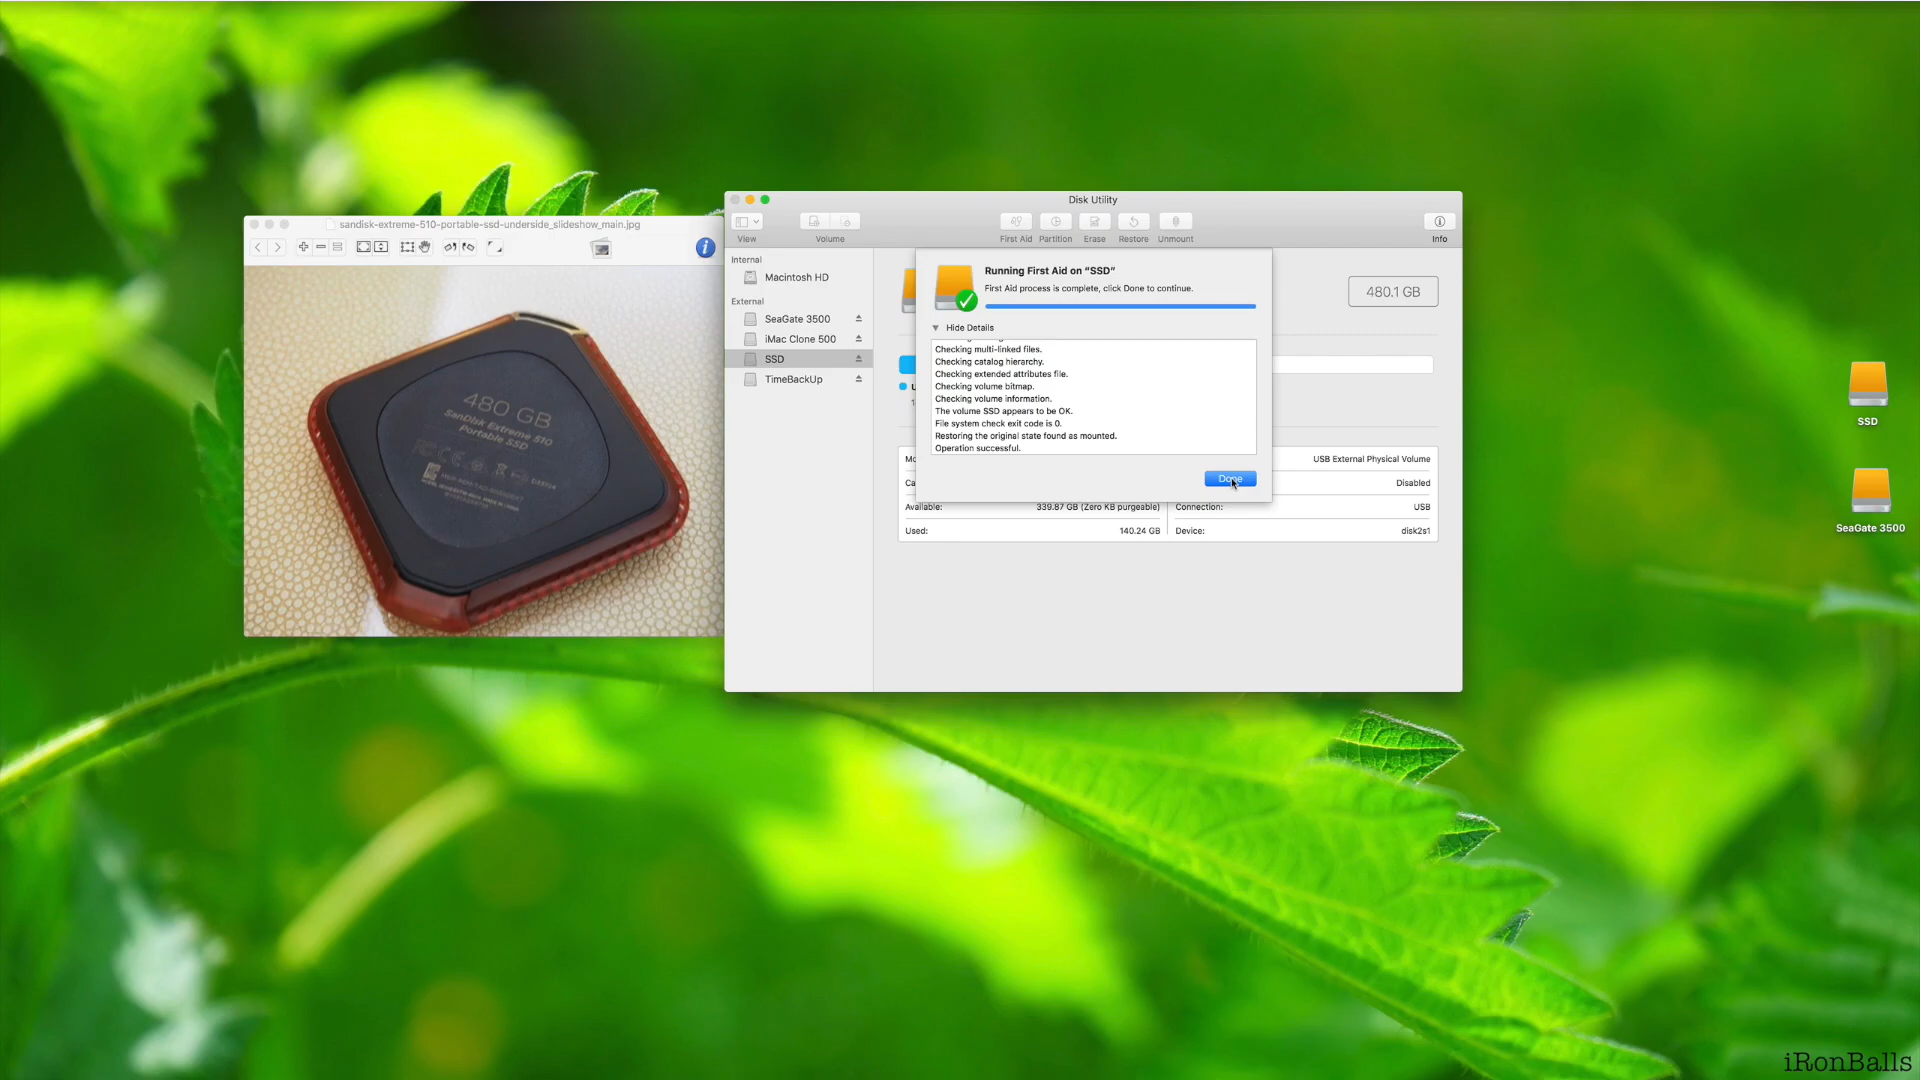 sandisk-extreme-510-portable-ssd-underside_slideshow_main.jpg
480 GB
SanDisk Extreme 510
Portable SSD
Disk Utility
View
Volume
First Aid
Partition
Erase
Restore
Unmount
Info
Internal
Macintosh HD
External
SeaGate 3500
iMac Clone 500
SSD
TimeBackUp
480.1 GB
Running First Aid on “SSD”
First Aid process is complete, click Done to continue.
Hide Details
Checking multi-linked files.
Checking catalog hierarchy.
Checking extended attributes file.
Checking volume bitmap.
Checking volume information.
The volume SSD appears to be OK.
File system check exit code is 0.
Restoring the original state found as mounted.
Operation successful.
Done
USB External Physical Volume
Disabled
Available: 339.87 GB (Zero KB purgeable)
Connection: USB
Used: 140.24 GB
Device: disk2s1
SSD
SeaGate 3500
iRonBalls